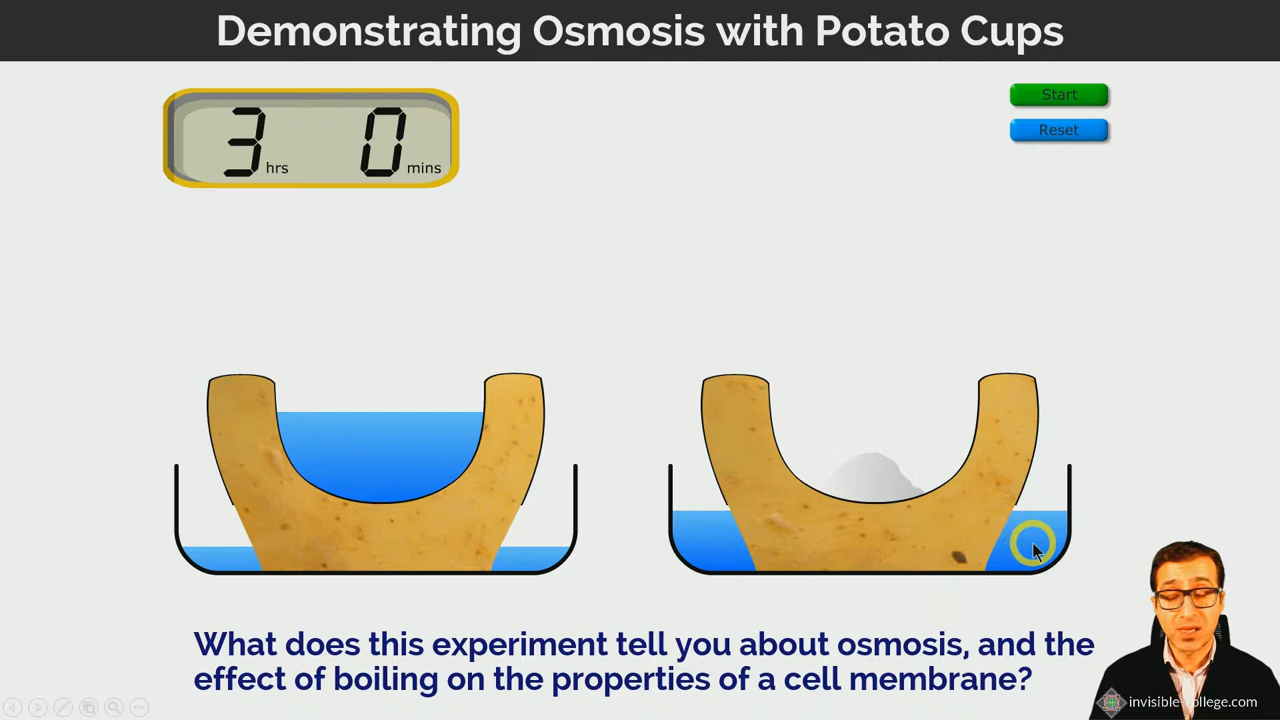 Demonstrating Osmosis with Potato Cups
Start
3 hrs 0 mins
Reset
What does this experiment tell you about osmosis, and the
effect of boiling on the properties of a cell membrane?
invisible-college.com